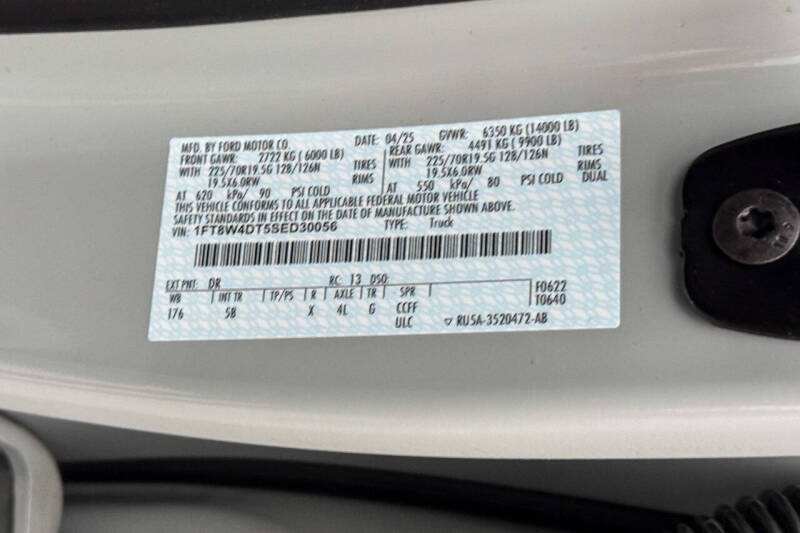 MFD. BY FORD MOTOR CO. DATE: 04/25 GVWR: 6350 KG (14000 LB)
FRONT GAWR: 2722 KG (6000 LB) REAR GAWR: 4491 KG (9900 LB)
WITH 225/70R19.5G 128/126N TIRES WITH 225/70R19.5G 128/126N TIRES
19.5X6.0RW RIMS 19.5X6.0RW RIMS
AT 620 kPa/ 90 PSI COLD AT 550 kPa/ 80 PSI COLD DUAL
THIS VEHICLE CONFORMS TO ALL APPLICABLE FEDERAL MOTOR VEHICLE
SAFETY STANDARDS IN EFFECT ON THE DATE OF MANUFACTURE SHOWN ABOVE.
VIN: 1FT8W4DT5SED30056 TYPE: Truck
EXT PNT: DR RC: 13 DSO: F0622
WB INT TR TP/PS R AXLE TR SPR T0640
176 5B X 4L G CCFF
ULC ▽ RU5A-3520472-AB